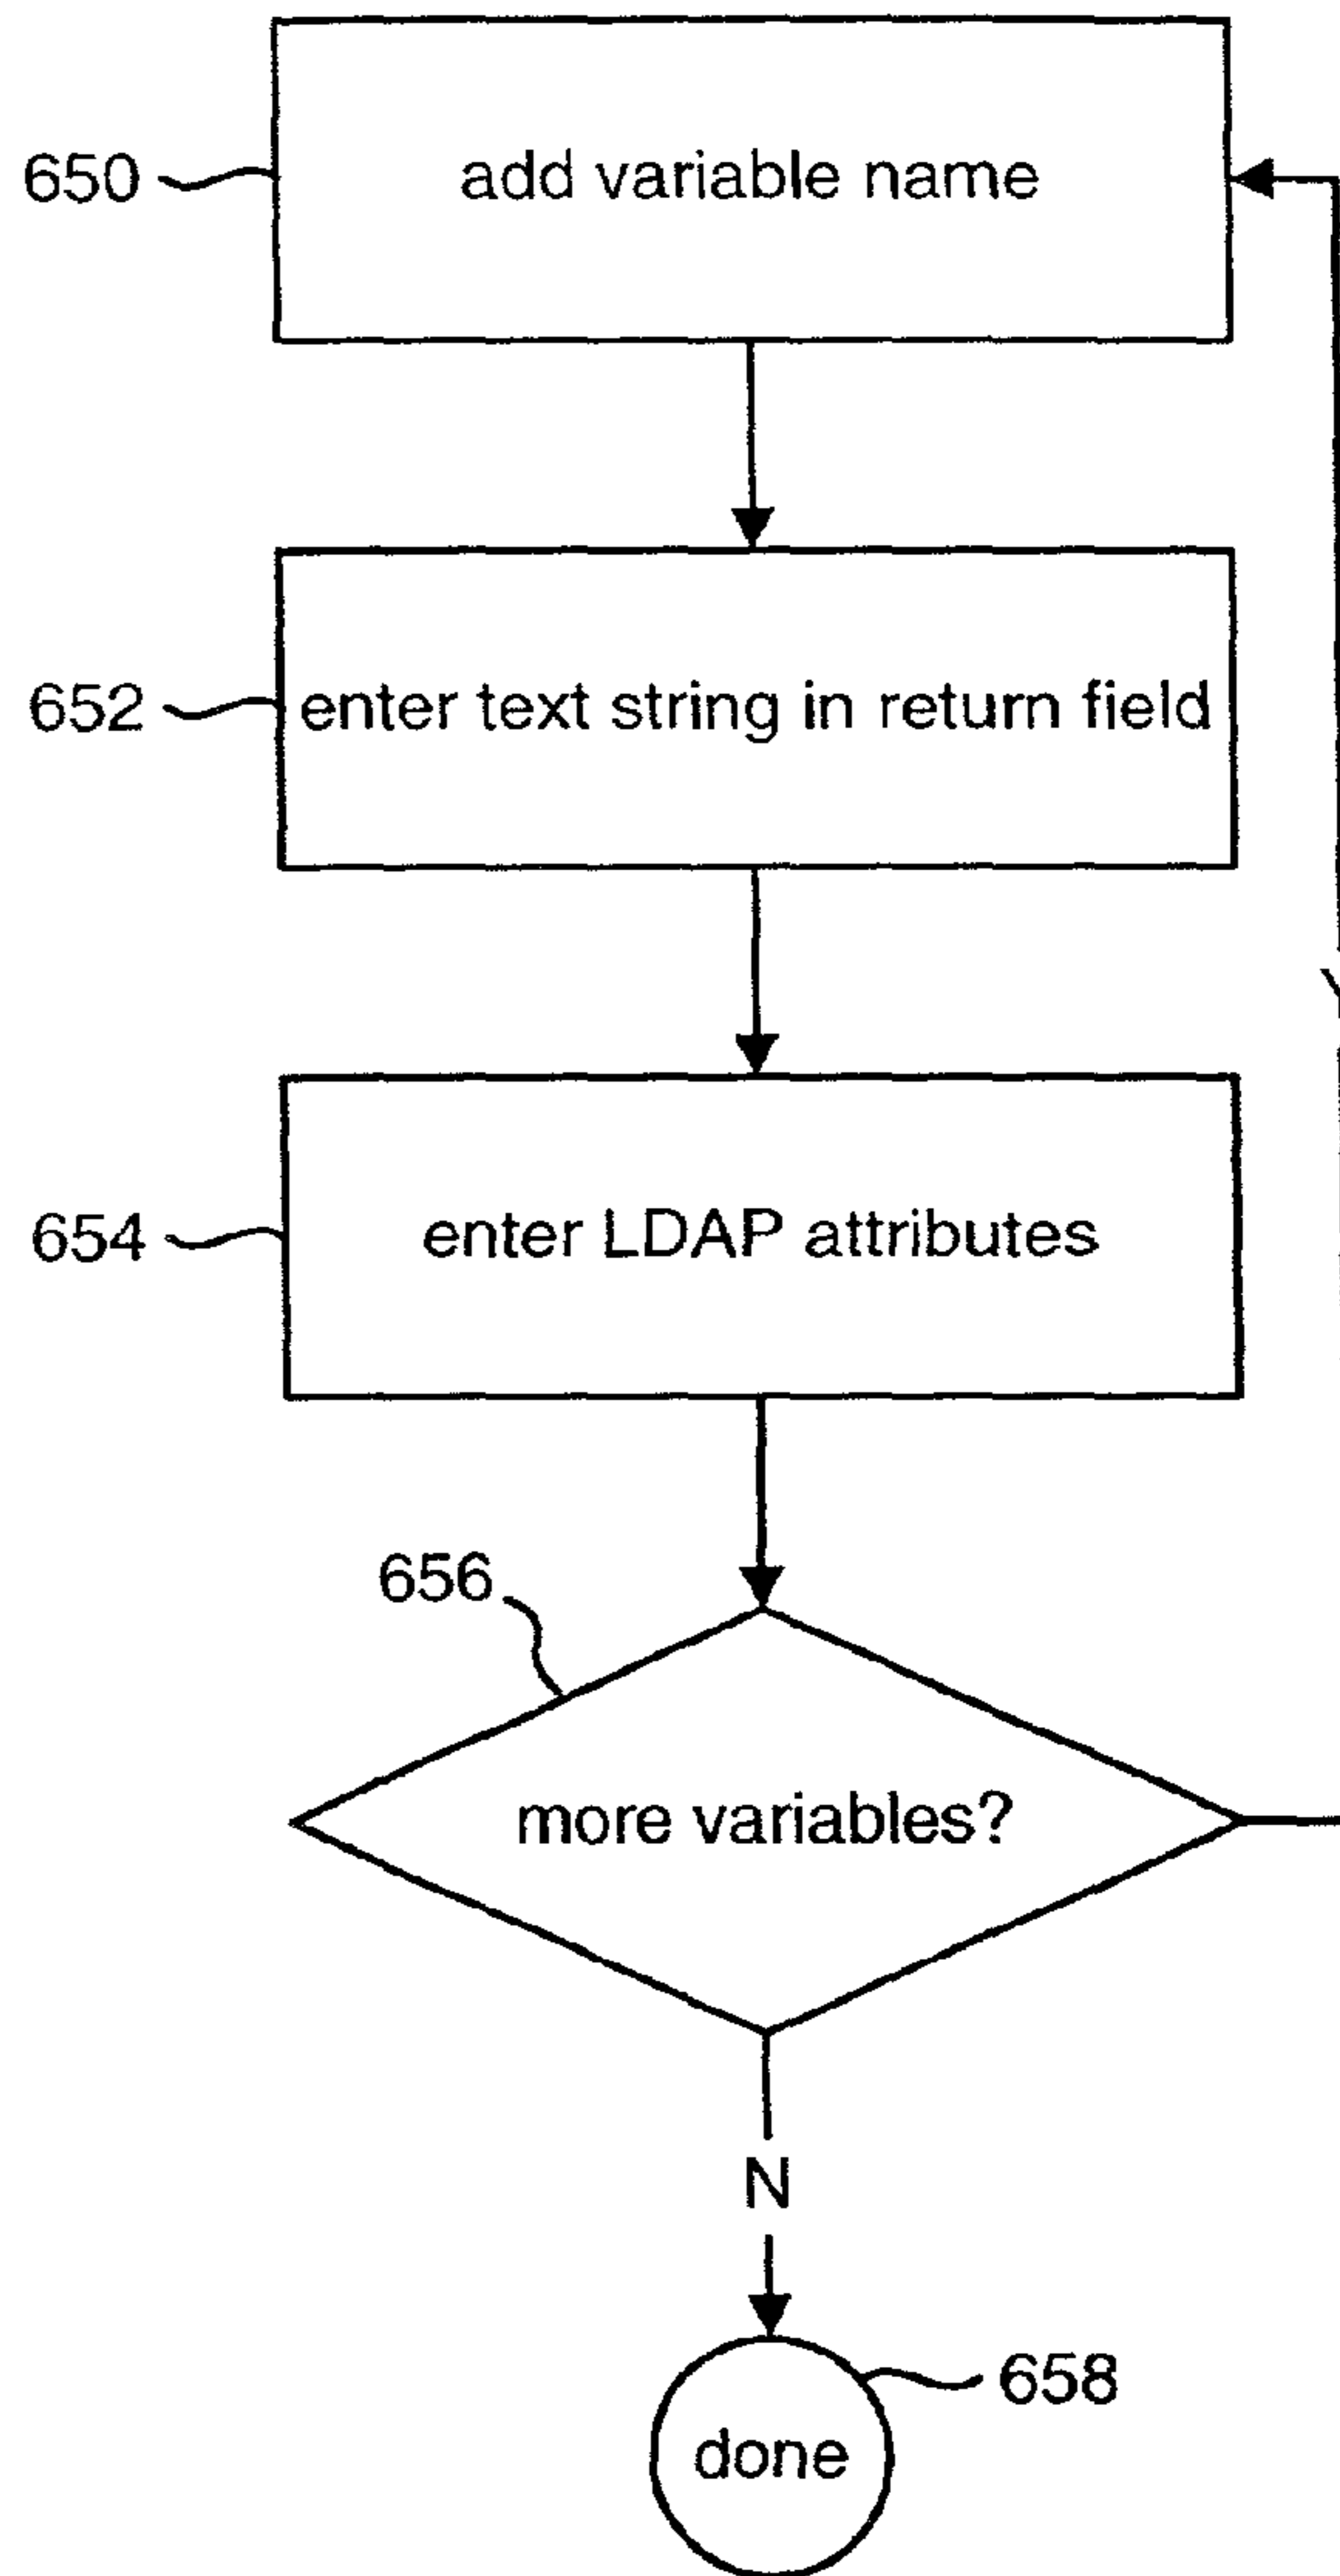 650
add variable name
652
enter text string in return field
654
enter LDAP attributes
656
more variables?
N
658
done